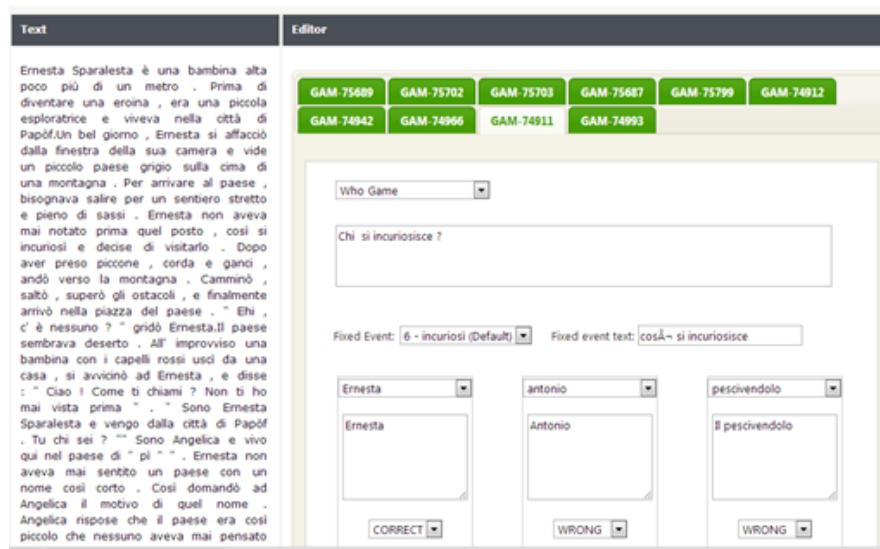 Text
Ernesta Sparalesta è una bambina alta
poco più di un metro . Prima di
diventare una eroina , era una piccola
esploratrice e viveva nella città di
Papòf.Un bel giorno , Ernesta si affacciò
dalla finestra della sua camera e vide
un piccolo paese grigio sulla cima di
una montagna . Per arrivare al paese ,
bisognava salire per un sentiero stretto
e pieno di sassi . Ernesta non aveva
mai notato prima quel posto , così si
incuriosì e decise di visitarlo . Dopo
aver preso piccone , corda e ganci ,
andò verso la montagna . Camminò ,
saltò , superò gli ostacoli , e finalmente
arrivò nella piazza del paese . " Ehi ,
c' è nessuno ? " gridò Ernesta.Il paese
sembrava deserto . All' improvviso una
bambina con i capelli rossi uscì da una
casa , si avvicinò ad Ernesta , e disse
: " Ciao ! Come ti chiami ? Non ti ho
mai vista prima " . " Sono Ernesta
Sparalesta e vengo dalla città di Papòf
. Tu chi sei ? "" Sono Angelica e vivo
qui nel paese di " pì " " . Ernesta non
aveva mai sentito un paese con un
nome così corto . Così domandò ad
Angelica il motivo di quel nome .
Angelica rispose che il paese era così
piccolo che nessuno aveva mai pensato
Editor
GAM-75689 GAM-75702 GAM-75703 GAM-75687 GAM-75799 GAM-74912
GAM-74942 GAM-74966 GAM-74911 GAM-74993
Who Game
Chi  si incuriosisce ?
Fixed Event: 6 - incuriosì (Default) Fixed event text: cosÃ¬ si incuriosisce
Ernesta antonio pescivendolo
Ernesta Antonio Il pescivendolo
CORRECT WRONG WRONG